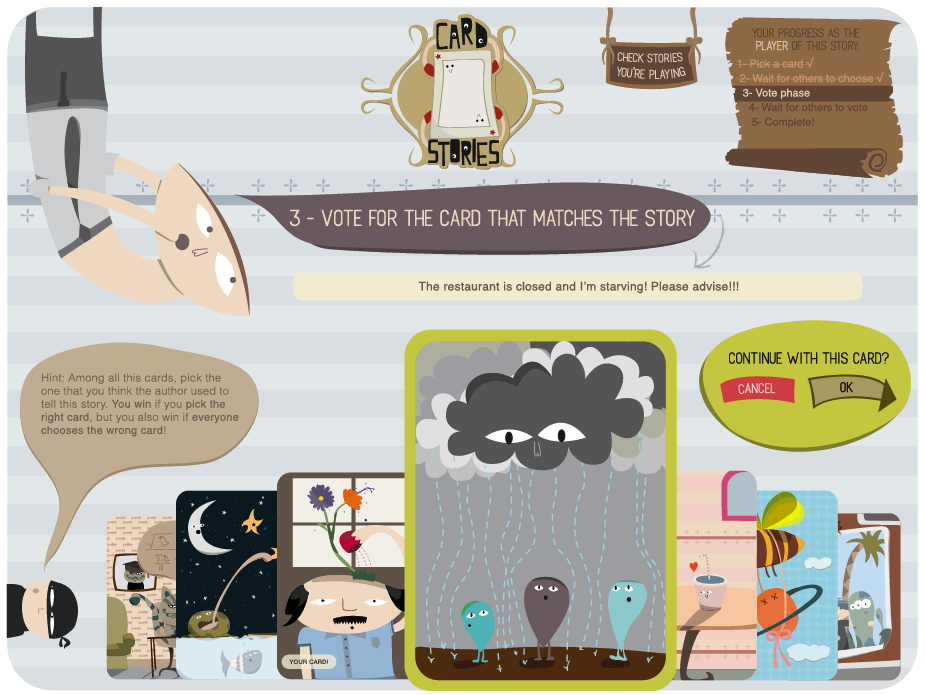 CARD
STORIES
CHECK STORIES
YOU'RE PLAYING
YOUR PROGRESS AS THE
PLAYER OF THIS STORY:
1- Pick a card √
2- Wait for others to choose √
3- Vote phase
4- Wait for others to vote
5- Complete!
3 - VOTE FOR THE CARD THAT MATCHES THE STORY
The restaurant is closed and I'm starving! Please advise!!!
Hint: Among all this cards, pick the
one that you think the author used to
tell this story. You win if you pick the
right card, but you also win if everyone
chooses the wrong card!
CONTINUE WITH THIS CARD?
CANCEL
OK
YOUR CARD!